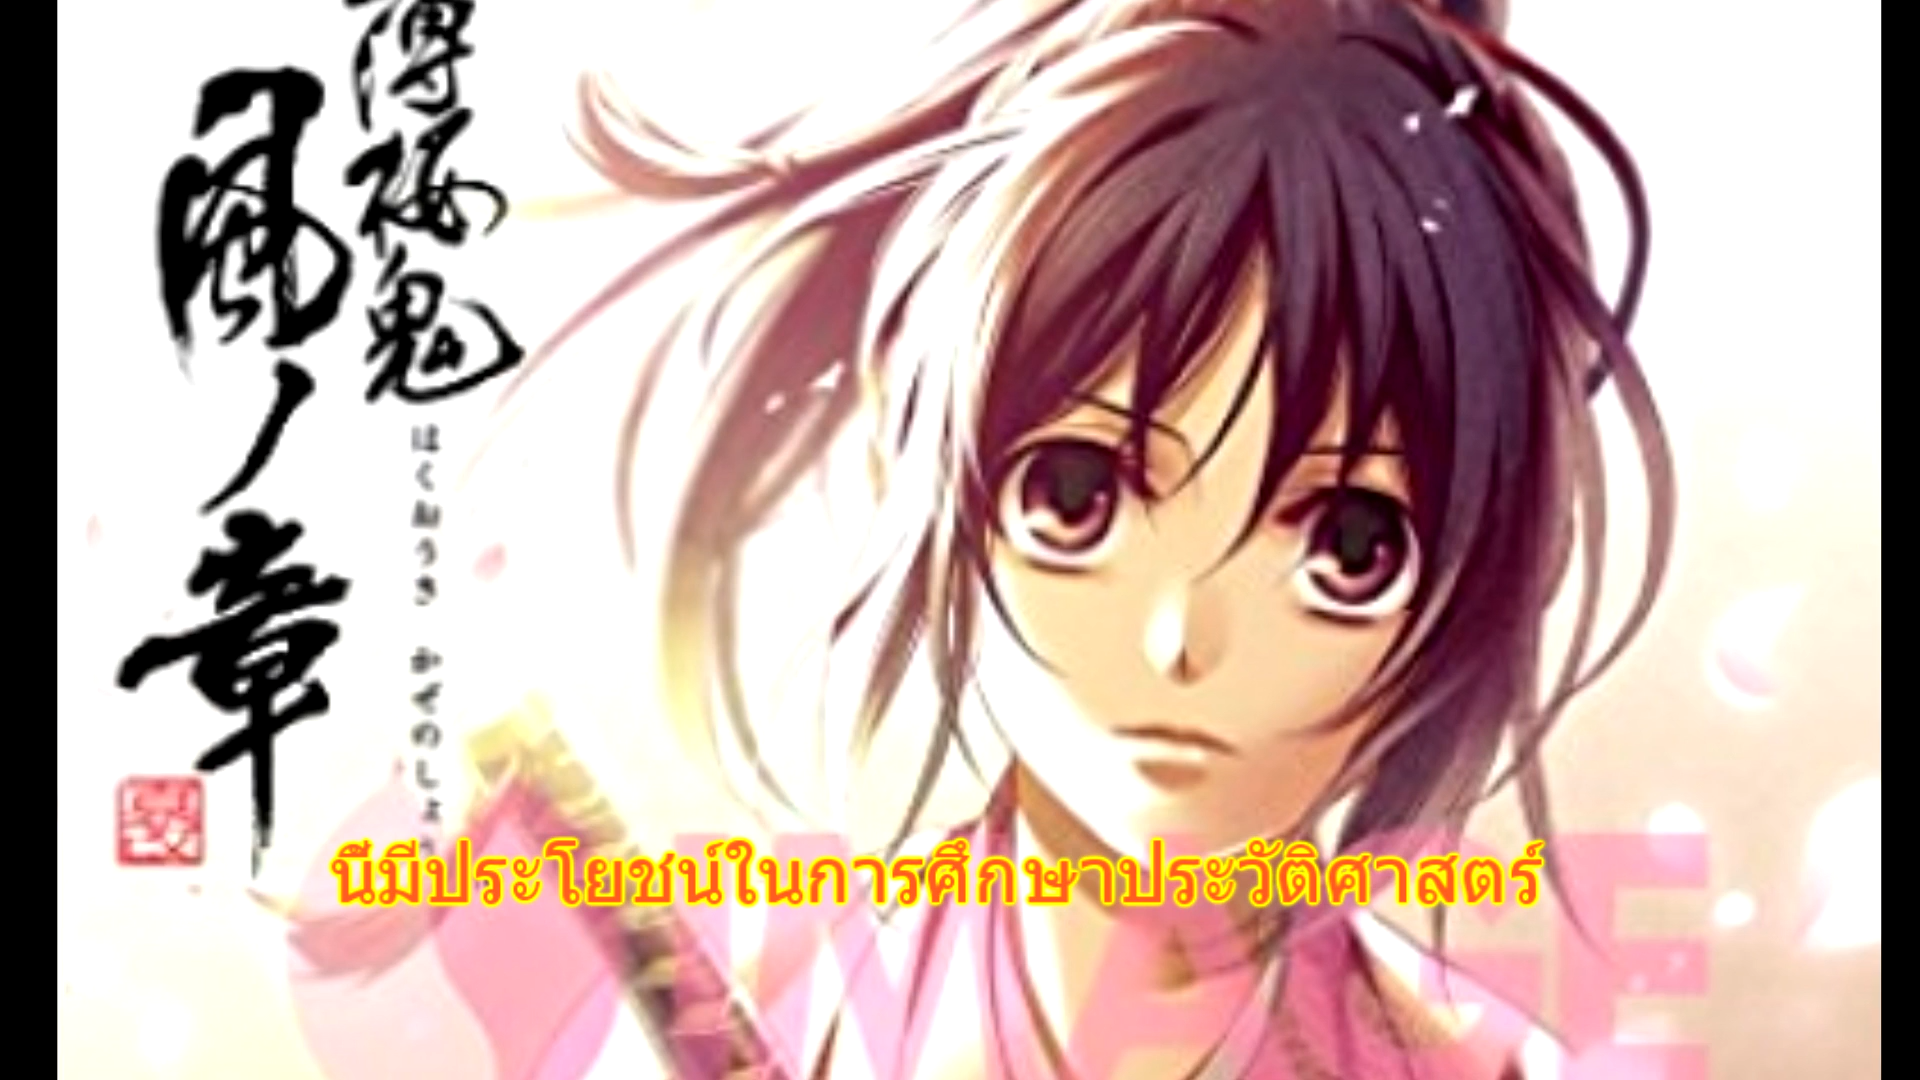 薄桜鬼
風ノ章
はくおうき かぜのしょう
นี่มีประโยชน์ในการศึกษาประวัติศาสตร์